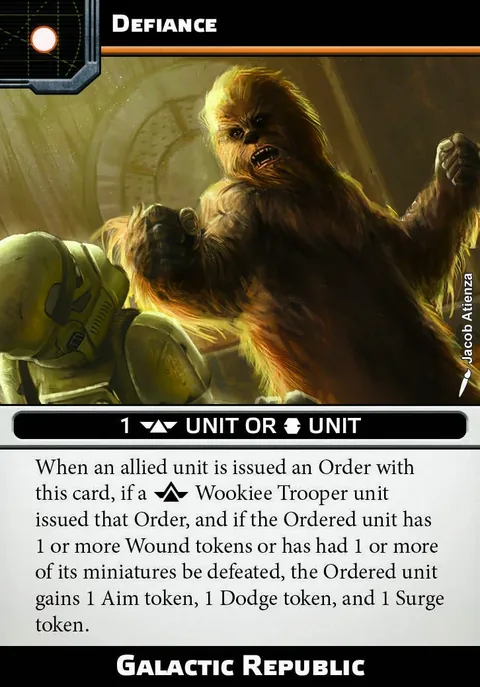 Defiance
Jacob Atienza
1 UNIT OR UNIT
When an allied unit is issued an Order with
this card, if a Wookiee Trooper unit
issued that Order, and if the Ordered unit has
1 or more Wound tokens or has had 1 or more
of its miniatures be defeated, the Ordered unit
gains 1 Aim token, 1 Dodge token, and 1 Surge
token.
Galactic Republic